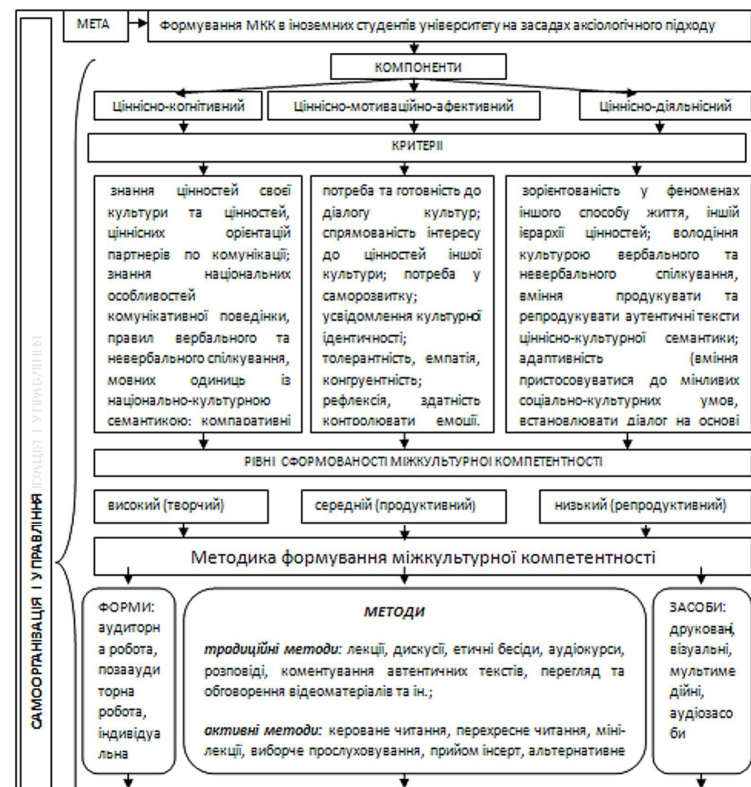 МЕТА
Формування МКК в іноземних студентів університету на засадах аксіологічного підходу
КОМПОНЕНТИ
Ціннісно-когнітивний
Ціннісно-мотиваційно-афективний
Ціннісно-діяльнісний
КРИТЕРІЇ
знання цінностей своєї
культури та цінностей,
ціннісних орієнтацій
партнерів по комунікації;
знання національних
особливостей
комунікативної поведінки,
правил вербального та
невербального спілкування,
мовних одиниць із
національно-культурною
семантикою; компаративні
потреба та готовність до
діалогу культур;
спрямованість інтересу
до цінностей іншої
культури; потреба у
саморозвитку;
усвідомлення культурної
ідентичності;
толерантність, емпатія,
конгруентність;
рефлексія, здатність
контролювати емоції.
зорієнтованість у феноменах
іншого способу життя, іншій
ієрархії цінностей; володіння
культурою вербального та
невербального спілкування,
вміння продукувати та
репродукувати аутентичні тексти
ціннісно-культурної семантики;
адаптивність (вміння
пристосовуватися до мінливих
соціально-культурних умов,
встановлювати діалог на основі
РІВНІ СФОРМОВАНОСТІ МІЖКУЛЬТУРНОЇ КОМПЕТЕНТНОСТІ
високий (творчий)
середній (продуктивний)
низький (репродуктивний)
Методика формування міжкультурної компетентності
ФОРМИ:
аудиторн
а робота,
позаауди
торна
робота,
індивідуа
льна
МЕТОДИ
традиційні методи: лекції, дискусії, етичні бесіди, аудіокурси,
розповіді, коментування автентичних текстів, перегляд та
обговорення відеоматеріалів та ін.;
активні методи: кероване читання, перехресне читання, міні-
лекції, виборче прослуховування, прийом інсерт, альтернативне
ЗАСОБИ:
друковані,
візуальні,
мультиме
дійні,
аудіозасо
би
САМООРГАНІЗАЦІЯ І УПРАВЛІННЯ
ІЗАЦІЯ І УПРАВЛІННЯ